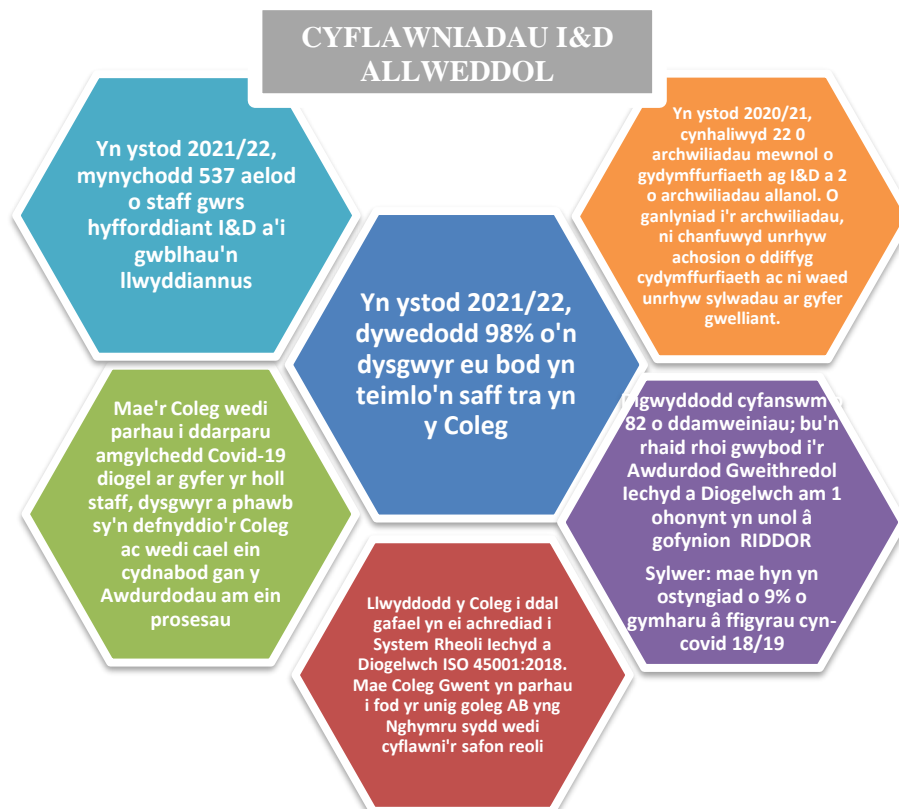 CYFLAWNIADAU I&D
ALLWEDDOL
Yn ystod 2021/22,
mynychodd 537 aelod
o staff gwrs
hyfforddiant I&D a'i
gwblhau'n
llwyddiannus
Yn ystod 2020/21,
cynhaliwyd 22 0
archwiliadau mewnol o
gydymffurfiaeth ag I&D a 2
o archwiliadau allanol. O
ganlyniad i'r archwiliadau,
ni chanfuwyd unrhyw
achosion o ddiffyg
cydymffurfiaeth ac ni waed
unrhyw sylwadau ar gyfer
gwelliant.
Yn ystod 2021/22,
dywedodd 98% o'n
dysgwyr eu bod yn
teimlo'n saff tra yn
y Coleg
Mae'r Coleg wedi
parhau i ddarparu
amgylchedd Covid-19
diogel ar gyfer yr holl
staff, dysgwyr a phawb
sy'n defnyddio'r Coleg
ac wedi cael ein
cydnabod gan y
Awdurdodau am ein
prosesau
cyfanswm o
82 o ddamweiniau; bu'n
rhaid rhoi gwybod i'r
Awdurdod Gweithredol
Iechyd a Diogelwch am 1
ohonynt yn unol â
gofynion RIDDOR
Sylwer: mae hyn yn
ostyngiad o 9% o
gymharu â ffigyrau cyn-
covid 18/19
Llwyddodd y Coleg i ddal
gafael yn ei achrediad i
System Rheoli Iechyd a
Diogelwch ISO 45001:2018.
Mae Coleg Gwent yn parhau
i fod yr unig goleg AB yng
Nghymru sydd wedi
cyflawni'r safon reoli